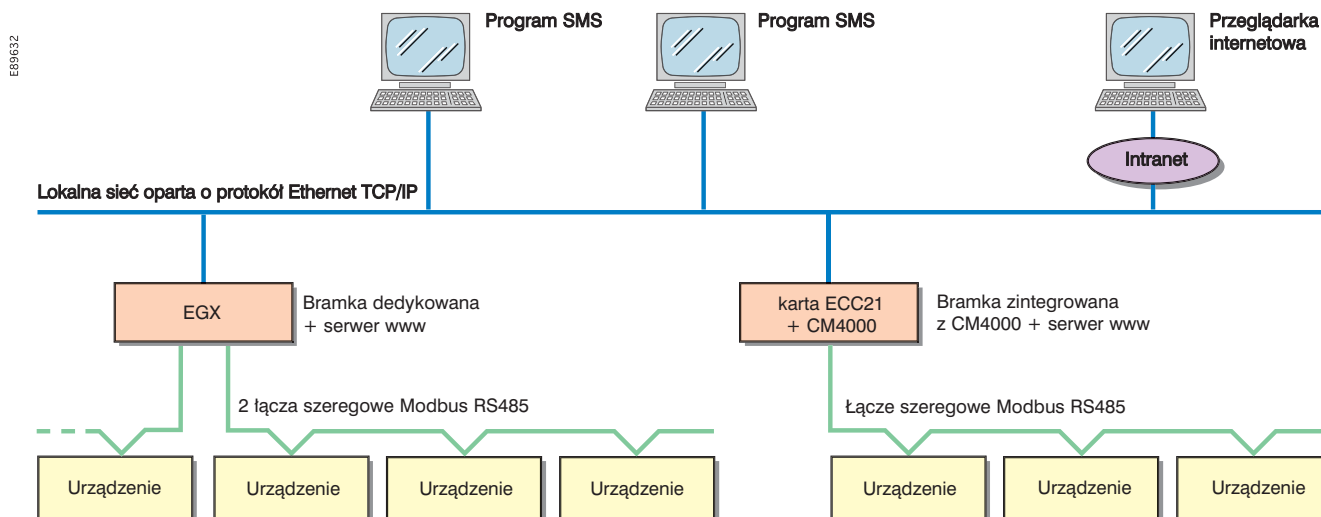 E89632
Program SMS
Program SMS
Przeglądarka
internetowa
Intranet
Lokalna sieć oparta o protokół Ethernet TCP/IP
EGX
Bramka dedykowana
+ serwer www
karta ECC21
+ CM4000
Bramka zintegrowana
z CM4000 + serwer www
2 łącza szeregowe Modbus RS485
Łącze szeregowe Modbus RS485
Urządzenie
Urządzenie
Urządzenie
Urządzenie
Urządzenie
Urządzenie
Urządzenie